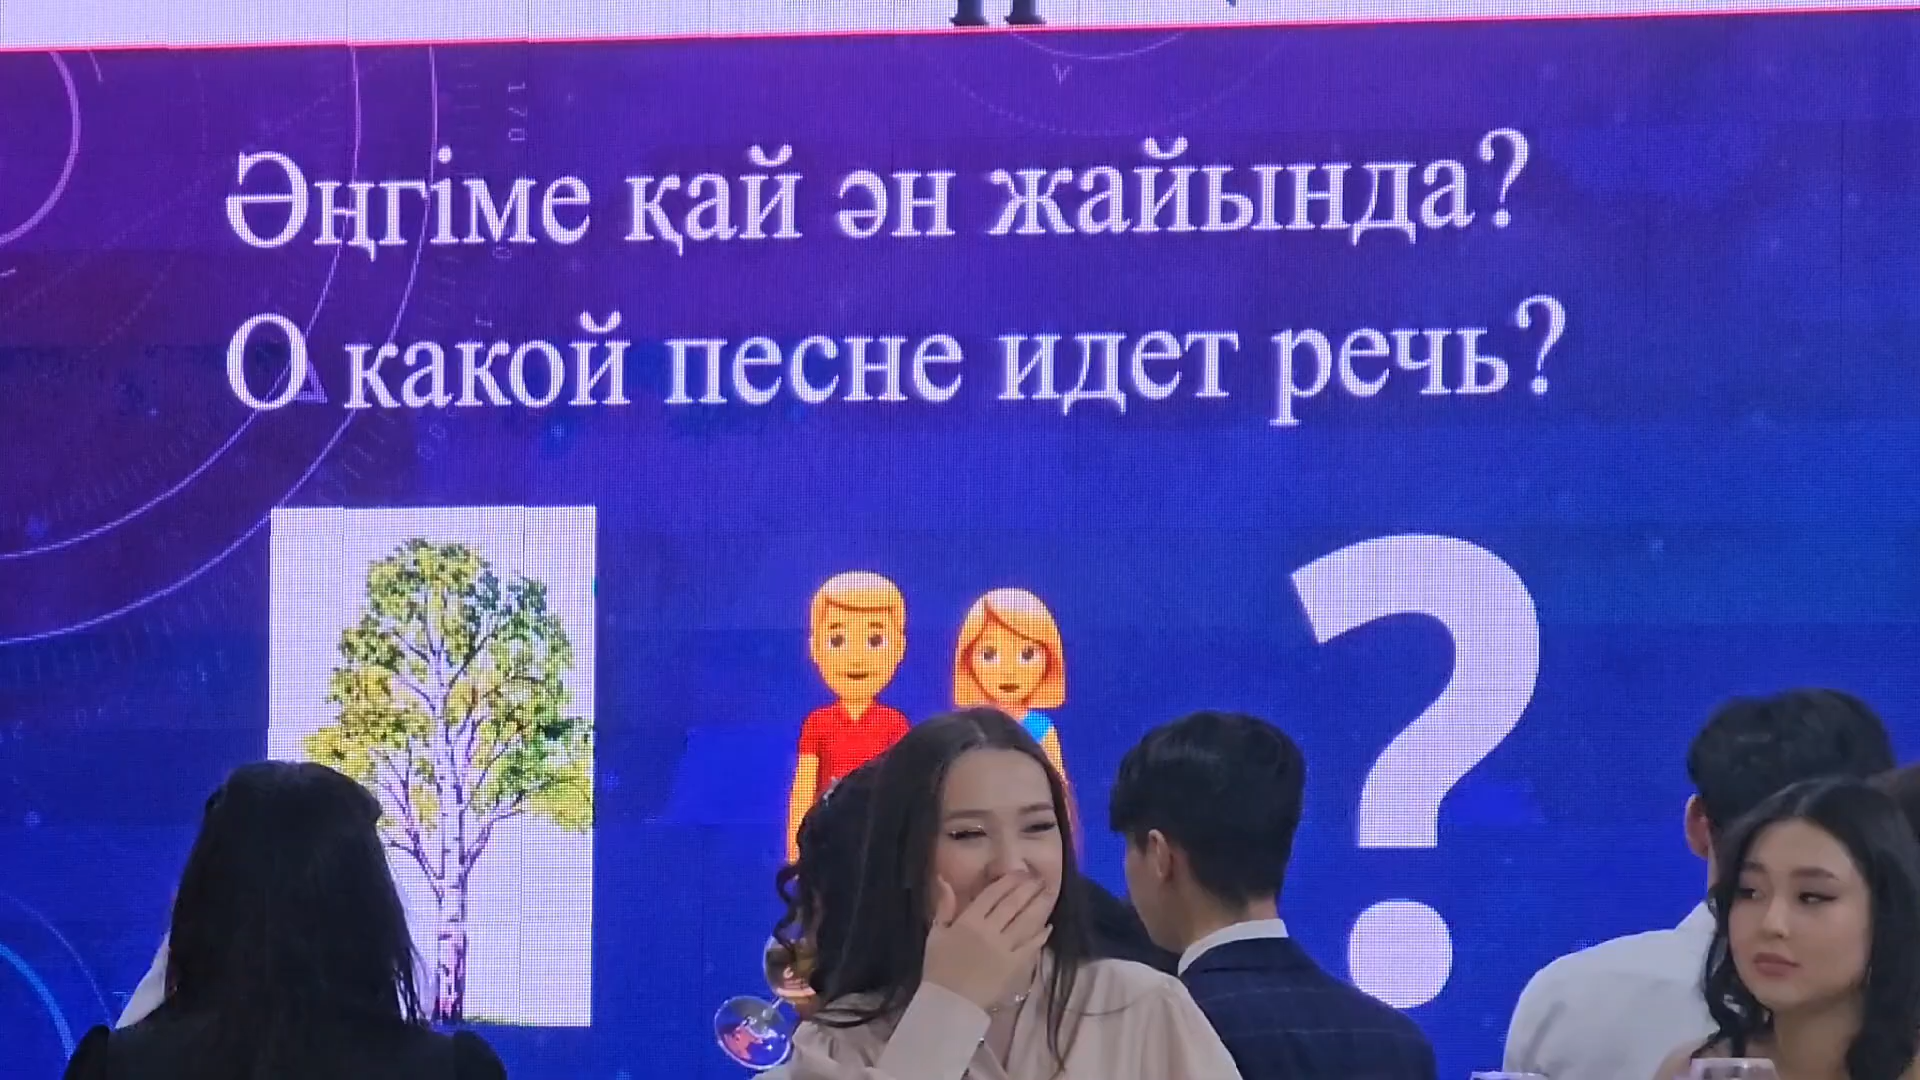 Әңгіме қай ән жайында?
О какой песне идет речь?
?